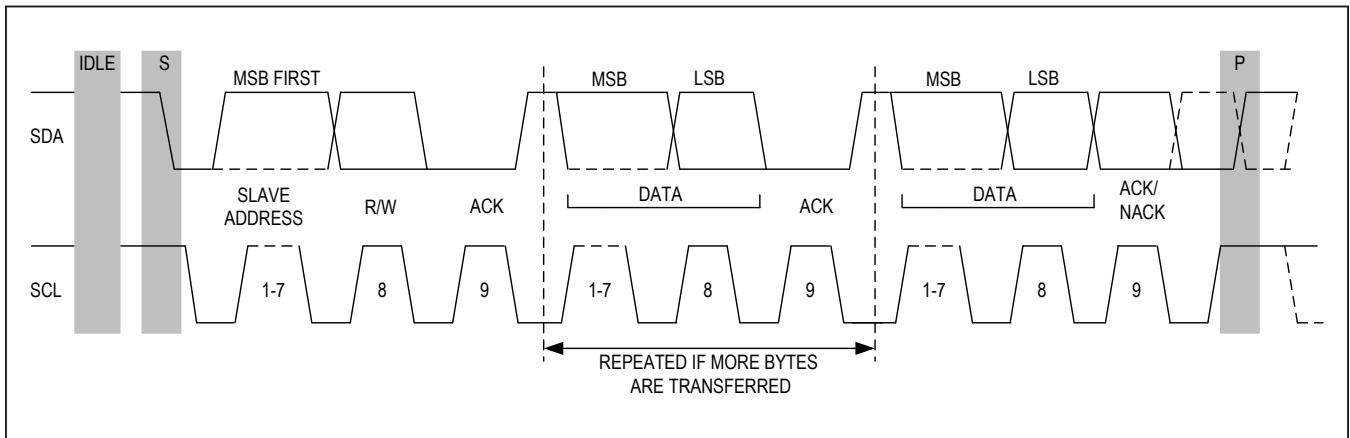 IDLE
S
P
MSB FIRST
MSB
LSB
MSB
LSB
SDA
SLAVE
ADDRESS
R/W
ACK
DATA
ACK
DATA
ACK/
NACK
SCL
1-7
8
9
1-7
8
9
1-7
8
9
REPEATED IF MORE BYTES
ARE TRANSFERRED